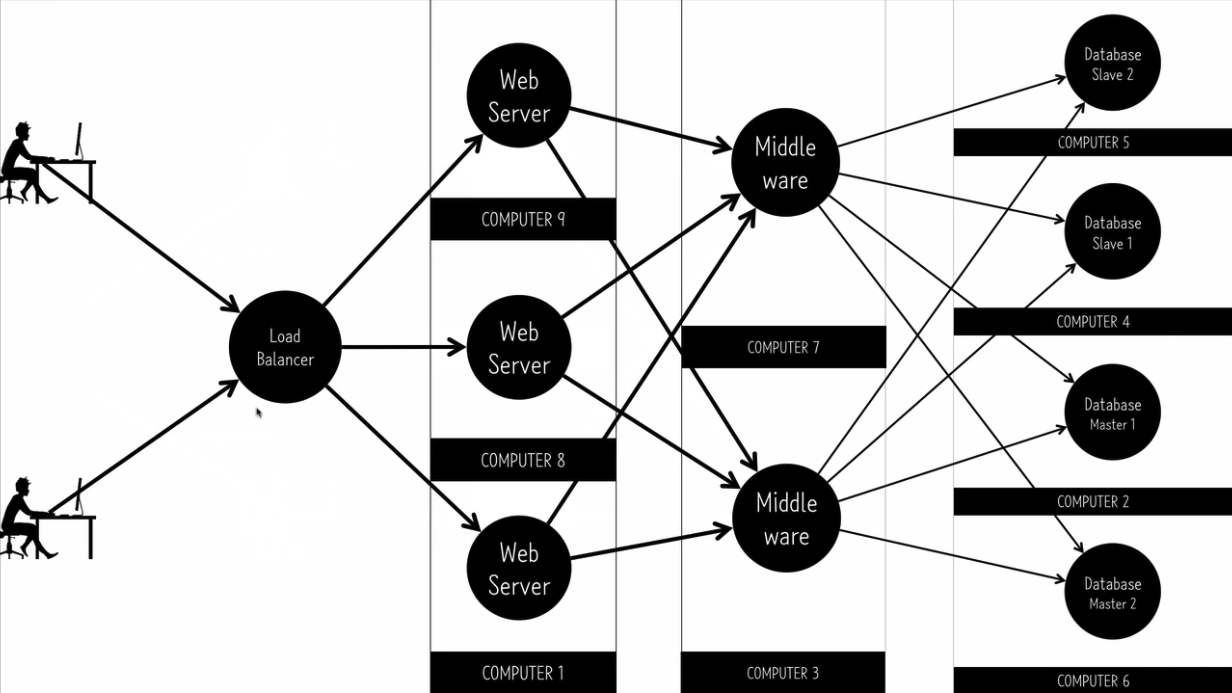 Load
Balancer
Web
Server
COMPUTER 9
Web
Server
COMPUTER 8
Web
Server
COMPUTER 1
Middle
ware
COMPUTER 7
Middle
ware
COMPUTER 3
Database
Slave 2
COMPUTER 5
Database
Slave 1
COMPUTER 4
Database
Master 1
COMPUTER 2
Database
Master 2
COMPUTER 6